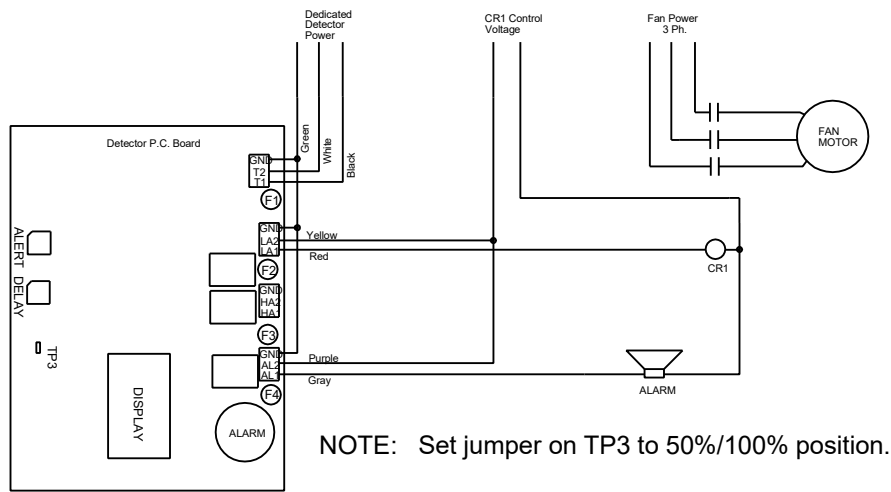 Dedicated
Detector
Power
CR1 Control
Voltage
Fan Power
3 Ph.
Green
White
Black
FAN
MOTOR
Detector P.C. Board
GND
T2
T1
F1
ALERT
GND
LA2
LA1
Yellow
Red
CR1
F2
DELAY
GND
HA2
HA1
F3
TP3
GND
AL2
AL1
Purple
Gray
ALARM
F4
DISPLAY
ALARM
NOTE: Set jumper on TP3 to 50%/100% position.